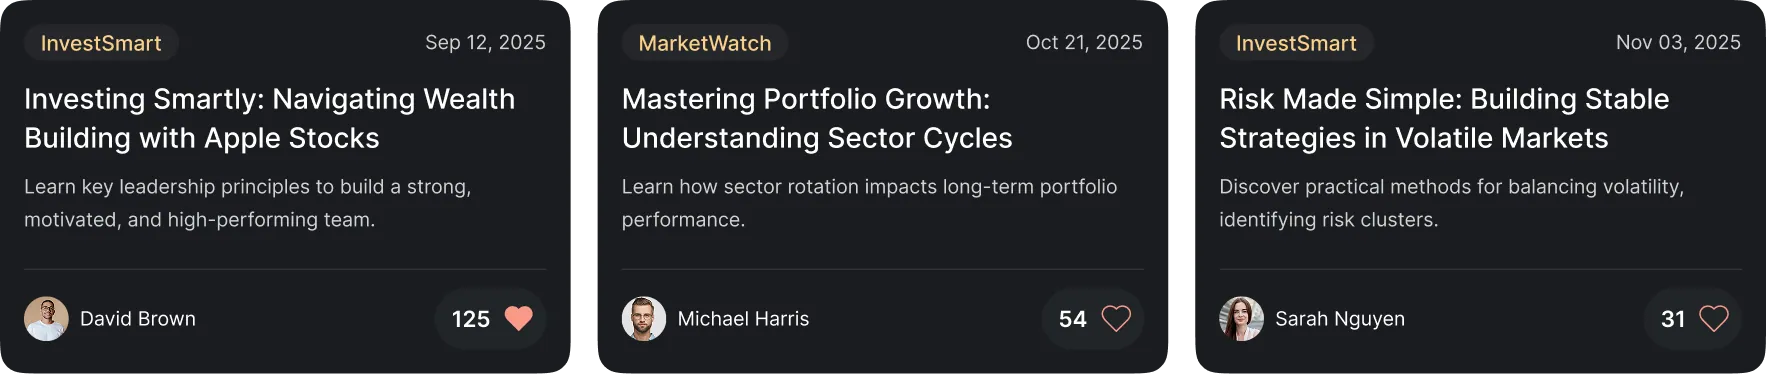 InvestSmart
Sep 12, 2025
Investing Smartly: Navigating Wealth
Building with Apple Stocks
Learn key leadership principles to build a strong,
motivated, and high-performing team.
David Brown
125
MarketWatch
Oct 21, 2025
Mastering Portfolio Growth:
Understanding Sector Cycles
Learn how sector rotation impacts long-term portfolio
performance.
Michael Harris
54
InvestSmart
Nov 03, 2025
Risk Made Simple: Building Stable
Strategies in Volatile Markets
Discover practical methods for balancing volatility,
identifying risk clusters.
Sarah Nguyen
31